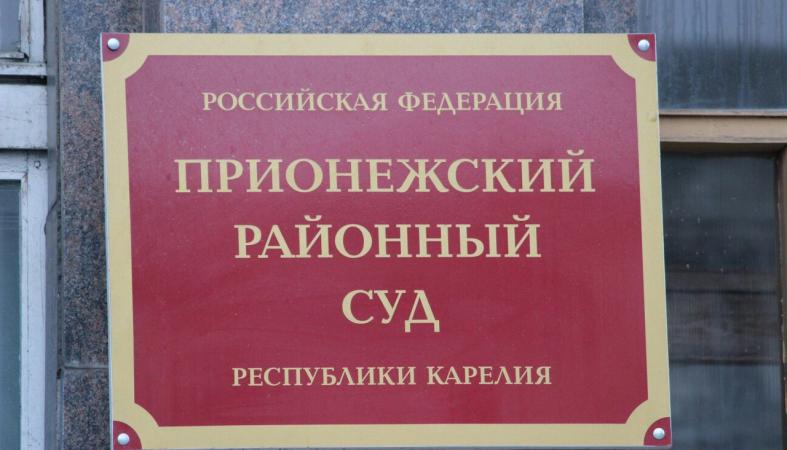 РОССИЙСКАЯ ФЕДЕРАЦИЯ
ПРИОНЕЖСКИЙ
РАЙОННЫЙ
СУД
РЕСПУБЛИКИ КАРЕЛИЯ